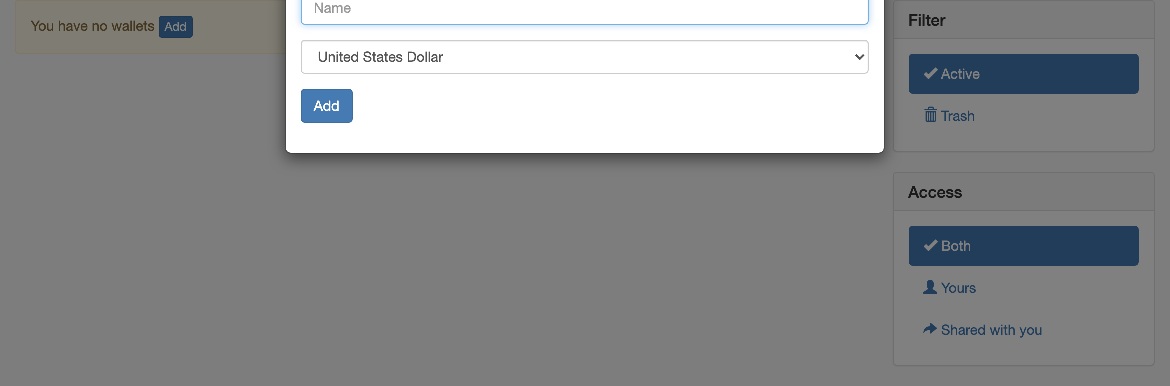 You have no wallets Add
Name
United States Dollar
Add
Filter
Active
Trash
Access
Both
Yours
Shared with you